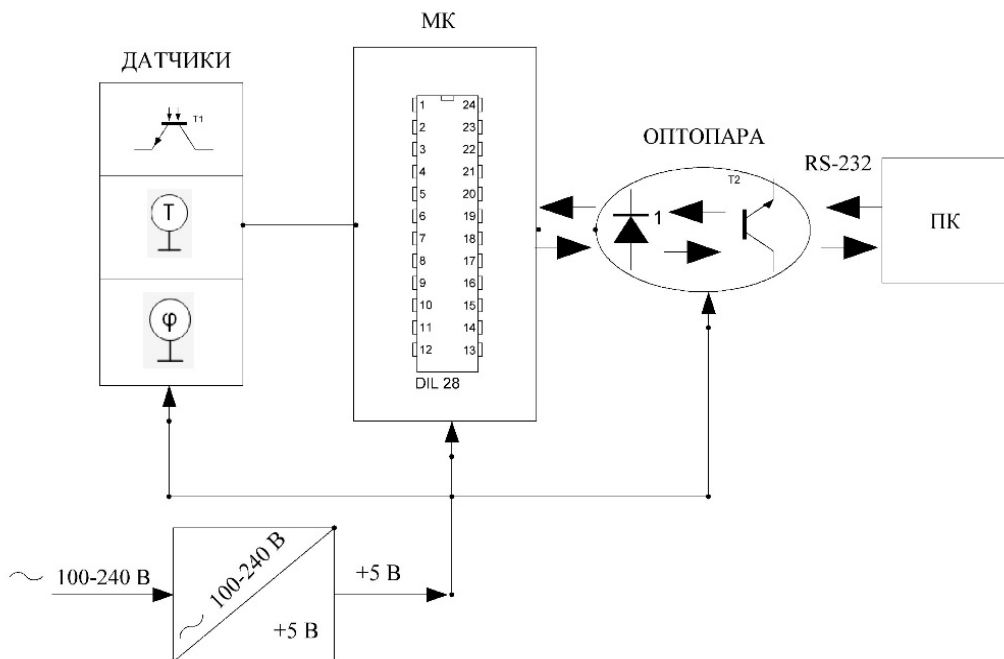 МК
ДАТЧИКИ
T1
T
φ
1 24
2 23
3 22
4 21
5 20
6 19
7 18
8 17
9 16
10 15
11 14
12 13
DIL 28
ОПТОПАРА
T2
1
RS-232
ПК
~ 100-240 В
~ 100-240 В
+5 В
+5 В